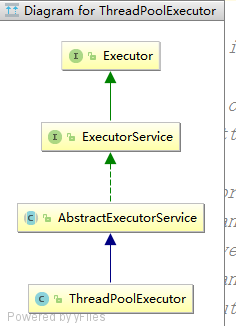 Diagram for ThreadPoolExecutor
I Executor
I ExecutorService
C AbstractExecutorService
C ThreadPoolExecutor
Powered by yFiles